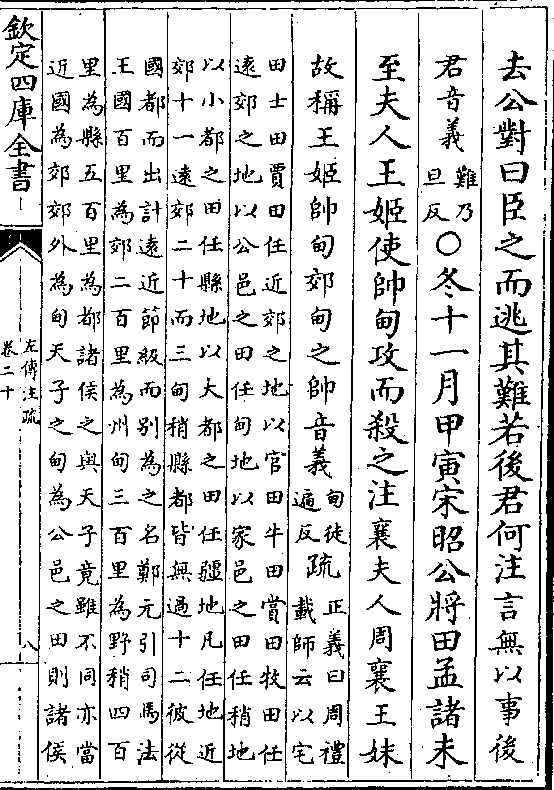 去公對曰臣之而逃其難若後君何注言無以事後
君音義難乃
旦反○冬十一月甲寅宋昭公將田孟諸未
至夫人王姬使帥甸攻而殺之注襄夫人周襄王妹
故稱王姬帥甸郊甸之帥音義甸徒
遍反疏正義曰周禮
載師云以宅
田士田賈田任近郊之地以官田牛田賞田牧田任
遠郊之地以公邑之田任甸地以家邑之田任稍地
以小都之田任縣地以大都之田任疆地凡任地近
郊十一遠郊二十而三甸稍縣都皆無過十二彼從
國都而出計遠近節級而别為之名鄭元引司馬法
王國百里為郊二百里為州甸三百里為野稍四百
里為縣五百里為都諸侯之與天子竟雖不同亦當
近國為郊郊外為甸天子之甸為公邑之田則諸侯
欽定四庫全書
左傳注疏
卷二十
八